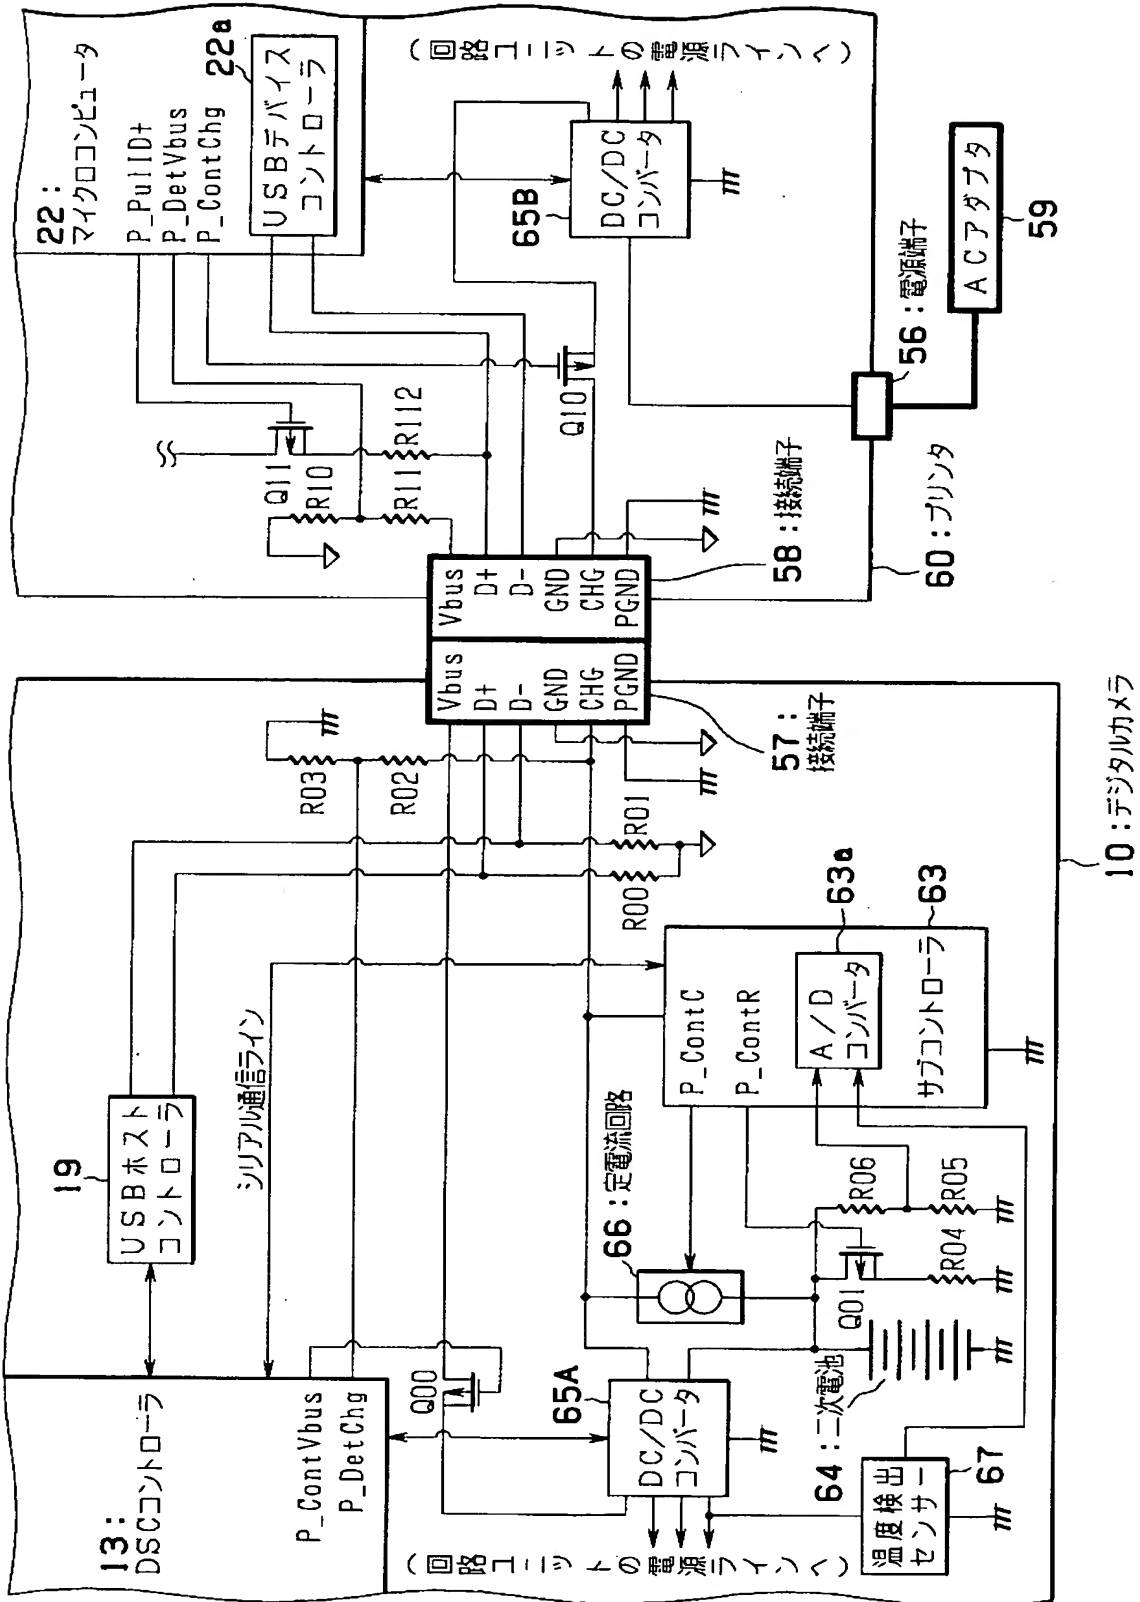 13:
DSCコントローラ
P_ContVbus
P_DetChg
19
USBホスト
コントローラ
シリアル通信ライン
Q00
65A
DC/DC
コンバータ
(回路ユニットの電源ラインへ)
66:定電流回路
64:二次電池
67
温度検出
センサー
Q01
R04
R05
R06
P_ContC
P_ContR
63a
A/D
コンバータ
63
サブコントローラ
R00
R01
R02
R03
Vbus
D+
D-
GND
CHG
PGND
57:
接続端子
10:デジタルカメラ
Vbus
D+
D-
GND
CHG
PGND
58:接続端子
60:プリンタ
22:
マイクロコンピュータ
P_PullD+
P_DetVbus
P_ContChg
22a
USBデバイス
コントローラ
Q11
R10
R11
R112
Q10
65B
DC/DC
コンバータ
(回路ユニットの電源ラインへ)
56:電源端子
ACアダプタ
59